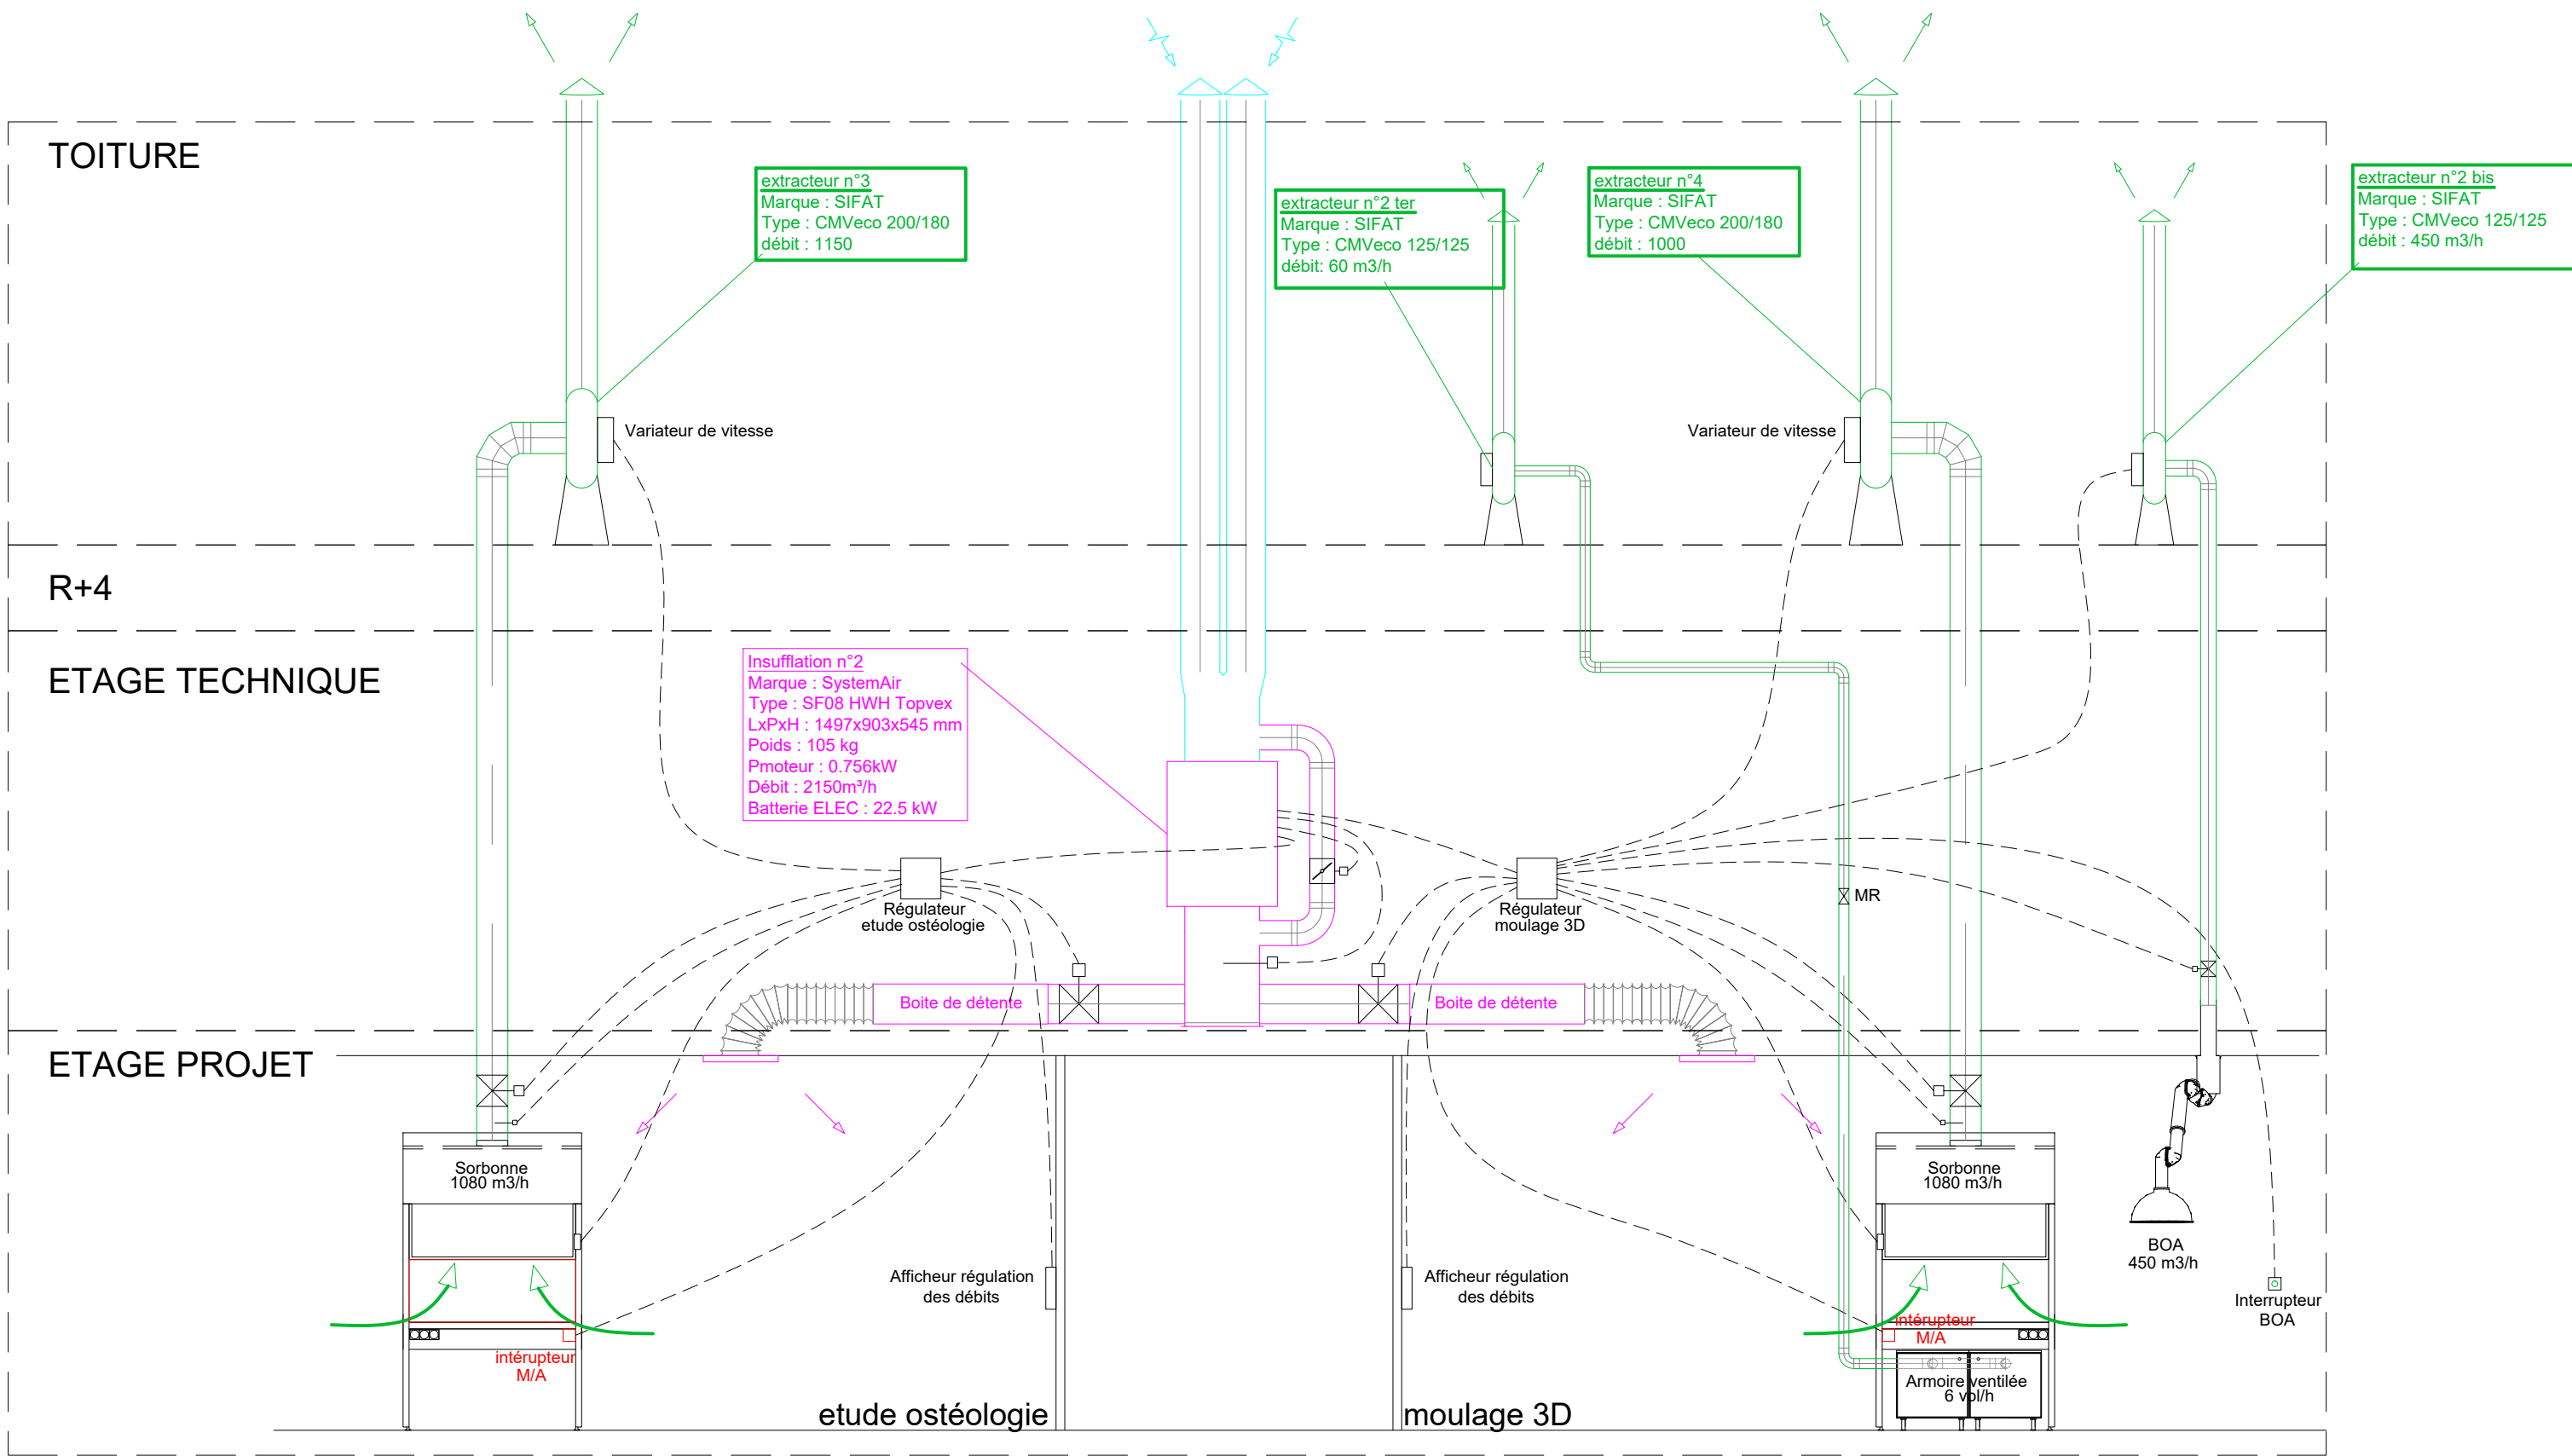 TOITURE
extracteur n°3
Marque : SIFAT
Type : CMVeco 200/180
débit : 1150
extracteur n°2 ter
Marque : SIFAT
Type : CMVeco 125/125
débit: 60 m3/h
extracteur n°4
Marque : SIFAT
Type : CMVeco 200/180
débit : 1000
extracteur n°2 bis
Marque : SIFAT
Type : CMVeco 125/125
débit : 450 m3/h
Variateur de vitesse
Variateur de vitesse
R+4
ETAGE TECHNIQUE
Insufflation n°2
Marque : SystemAir
Type : SF08 HWH Topvex
LxPxH : 1497x903x545 mm
Poids : 105 kg
Pmoteur : 0.756kW
Débit : 2150m³/h
Batterie ELEC : 22.5 kW
Régulateur
etude ostéologie
Régulateur
moulage 3D
MR
Boite de détente
Boite de détente
ETAGE PROJET
Sorbonne
1080 m3/h
Sorbonne
1080 m3/h
Afficheur régulation
des débits
Afficheur régulation
des débits
BOA
450 m3/h
Interrupteur
BOA
intérupteur
M/A
intérupteur
M/A
Armoire ventilée
6 vol/h
etude ostéologie
moulage 3D